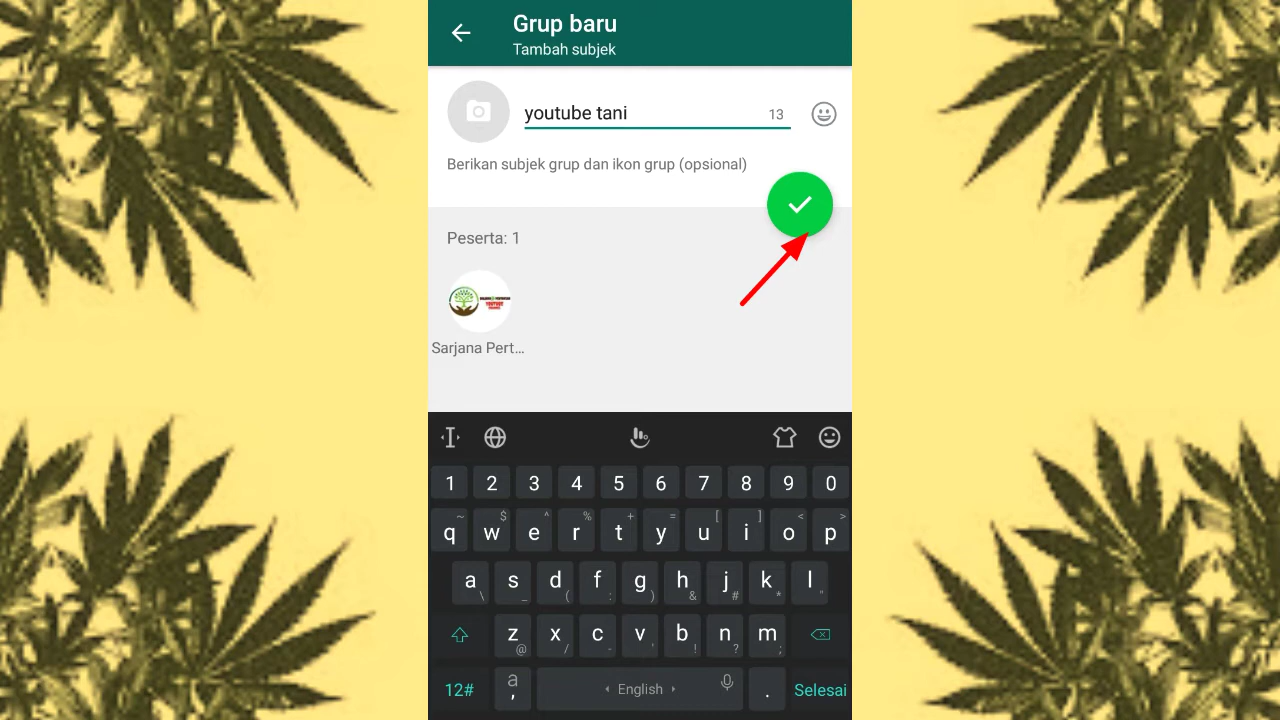 Grup baru
Tambah subjek
youtube tani 13
Berikan subjek grup dan ikon grup (opsional)
Peserta: 1
Sarjana Pert...
1 2 3 4 5 6 7 8 9 0
~ $ ^ % + = [ ] < >
q w e r t y u i o p
a s d f g h j k l
\ _ ( : ) & # * "
z x c v b n m
@ / - ' ! ? ;
12# a , English . Selesai